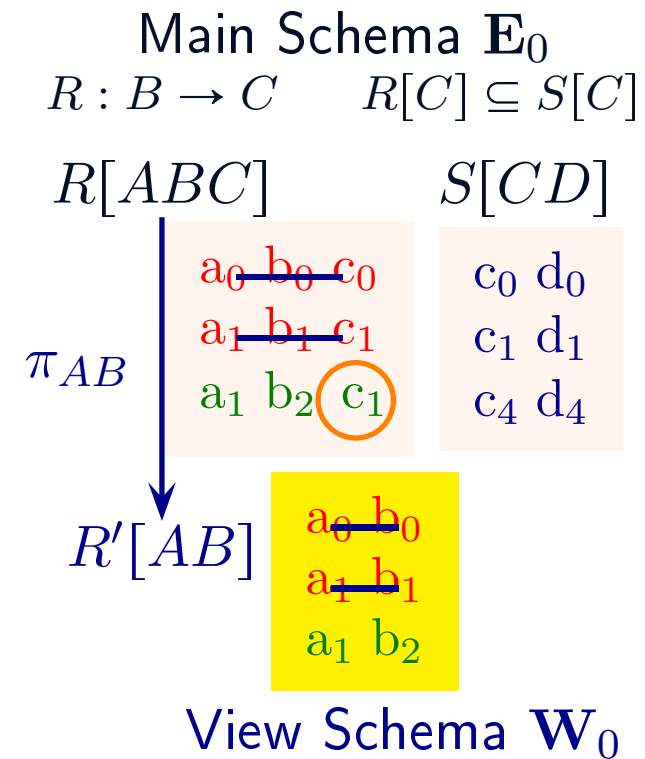 Main Schema E₀
R : B → C R[C] ⊆ S[C]
R[ABC] S[CD]
a₀ b₀ c₀ c₀ d₀
a₁ b₁ c₁ c₁ d₁
π_AB a₁ b₂ c₁ c₄ d₄
R′[AB] a₀ b₀
a₁ b₁
a₁ b₂
View Schema W₀